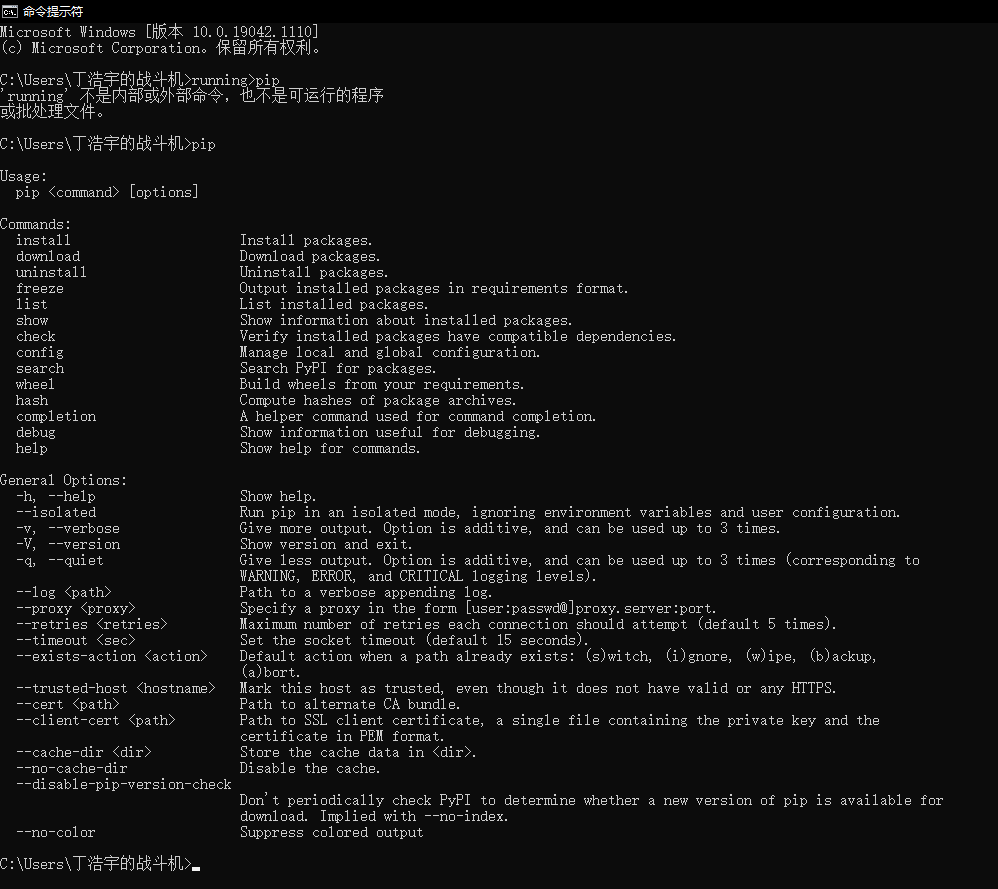 命令提示符
Microsoft Windows [版本 10.0.19042.1110]
(c) Microsoft Corporation。保留所有权利。
C:\Users\丁浩宇的战斗机>running>pip
'running' 不是内部或外部命令，也不是可运行的程序
或批处理文件。
C:\Users\丁浩宇的战斗机>pip
Usage:
  pip <command> [options]
Commands:
  install                     Install packages.
  download                    Download packages.
  uninstall                   Uninstall packages.
  freeze                      Output installed packages in requirements format.
  list                        List installed packages.
  show                        Show information about installed packages.
  check                       Verify installed packages have compatible dependencies.
  config                      Manage local and global configuration.
  search                      Search PyPI for packages.
  wheel                       Build wheels from your requirements.
  hash                        Compute hashes of package archives.
  completion                  A helper command used for command completion.
  debug                       Show information useful for debugging.
  help                        Show help for commands.
General Options:
  -h, --help                  Show help.
  --isolated                  Run pip in an isolated mode, ignoring environment variables and user configuration.
  -v, --verbose               Give more output. Option is additive, and can be used up to 3 times.
  -V, --version               Show version and exit.
  -q, --quiet                 Give less output. Option is additive, and can be used up to 3 times (corresponding to
                              WARNING, ERROR, and CRITICAL logging levels).
  --log <path>                Path to a verbose appending log.
  --proxy <proxy>             Specify a proxy in the form [user:passwd@]proxy.server:port.
  --retries <retries>         Maximum number of retries each connection should attempt (default 5 times).
  --timeout <sec>             Set the socket timeout (default 15 seconds).
  --exists-action <action>    Default action when a path already exists: (s)witch, (i)gnore, (w)ipe, (b)ackup,
                              (a)bort.
  --trusted-host <hostname>   Mark this host as trusted, even though it does not have valid or any HTTPS.
  --cert <path>               Path to alternate CA bundle.
  --client-cert <path>        Path to SSL client certificate, a single file containing the private key and the
                              certificate in PEM format.
  --cache-dir <dir>           Store the cache data in <dir>.
  --no-cache-dir              Disable the cache.
  --disable-pip-version-check
                              Don't periodically check PyPI to determine whether a new version of pip is available for
                              download. Implied with --no-index.
  --no-color                  Suppress colored output
C:\Users\丁浩宇的战斗机>